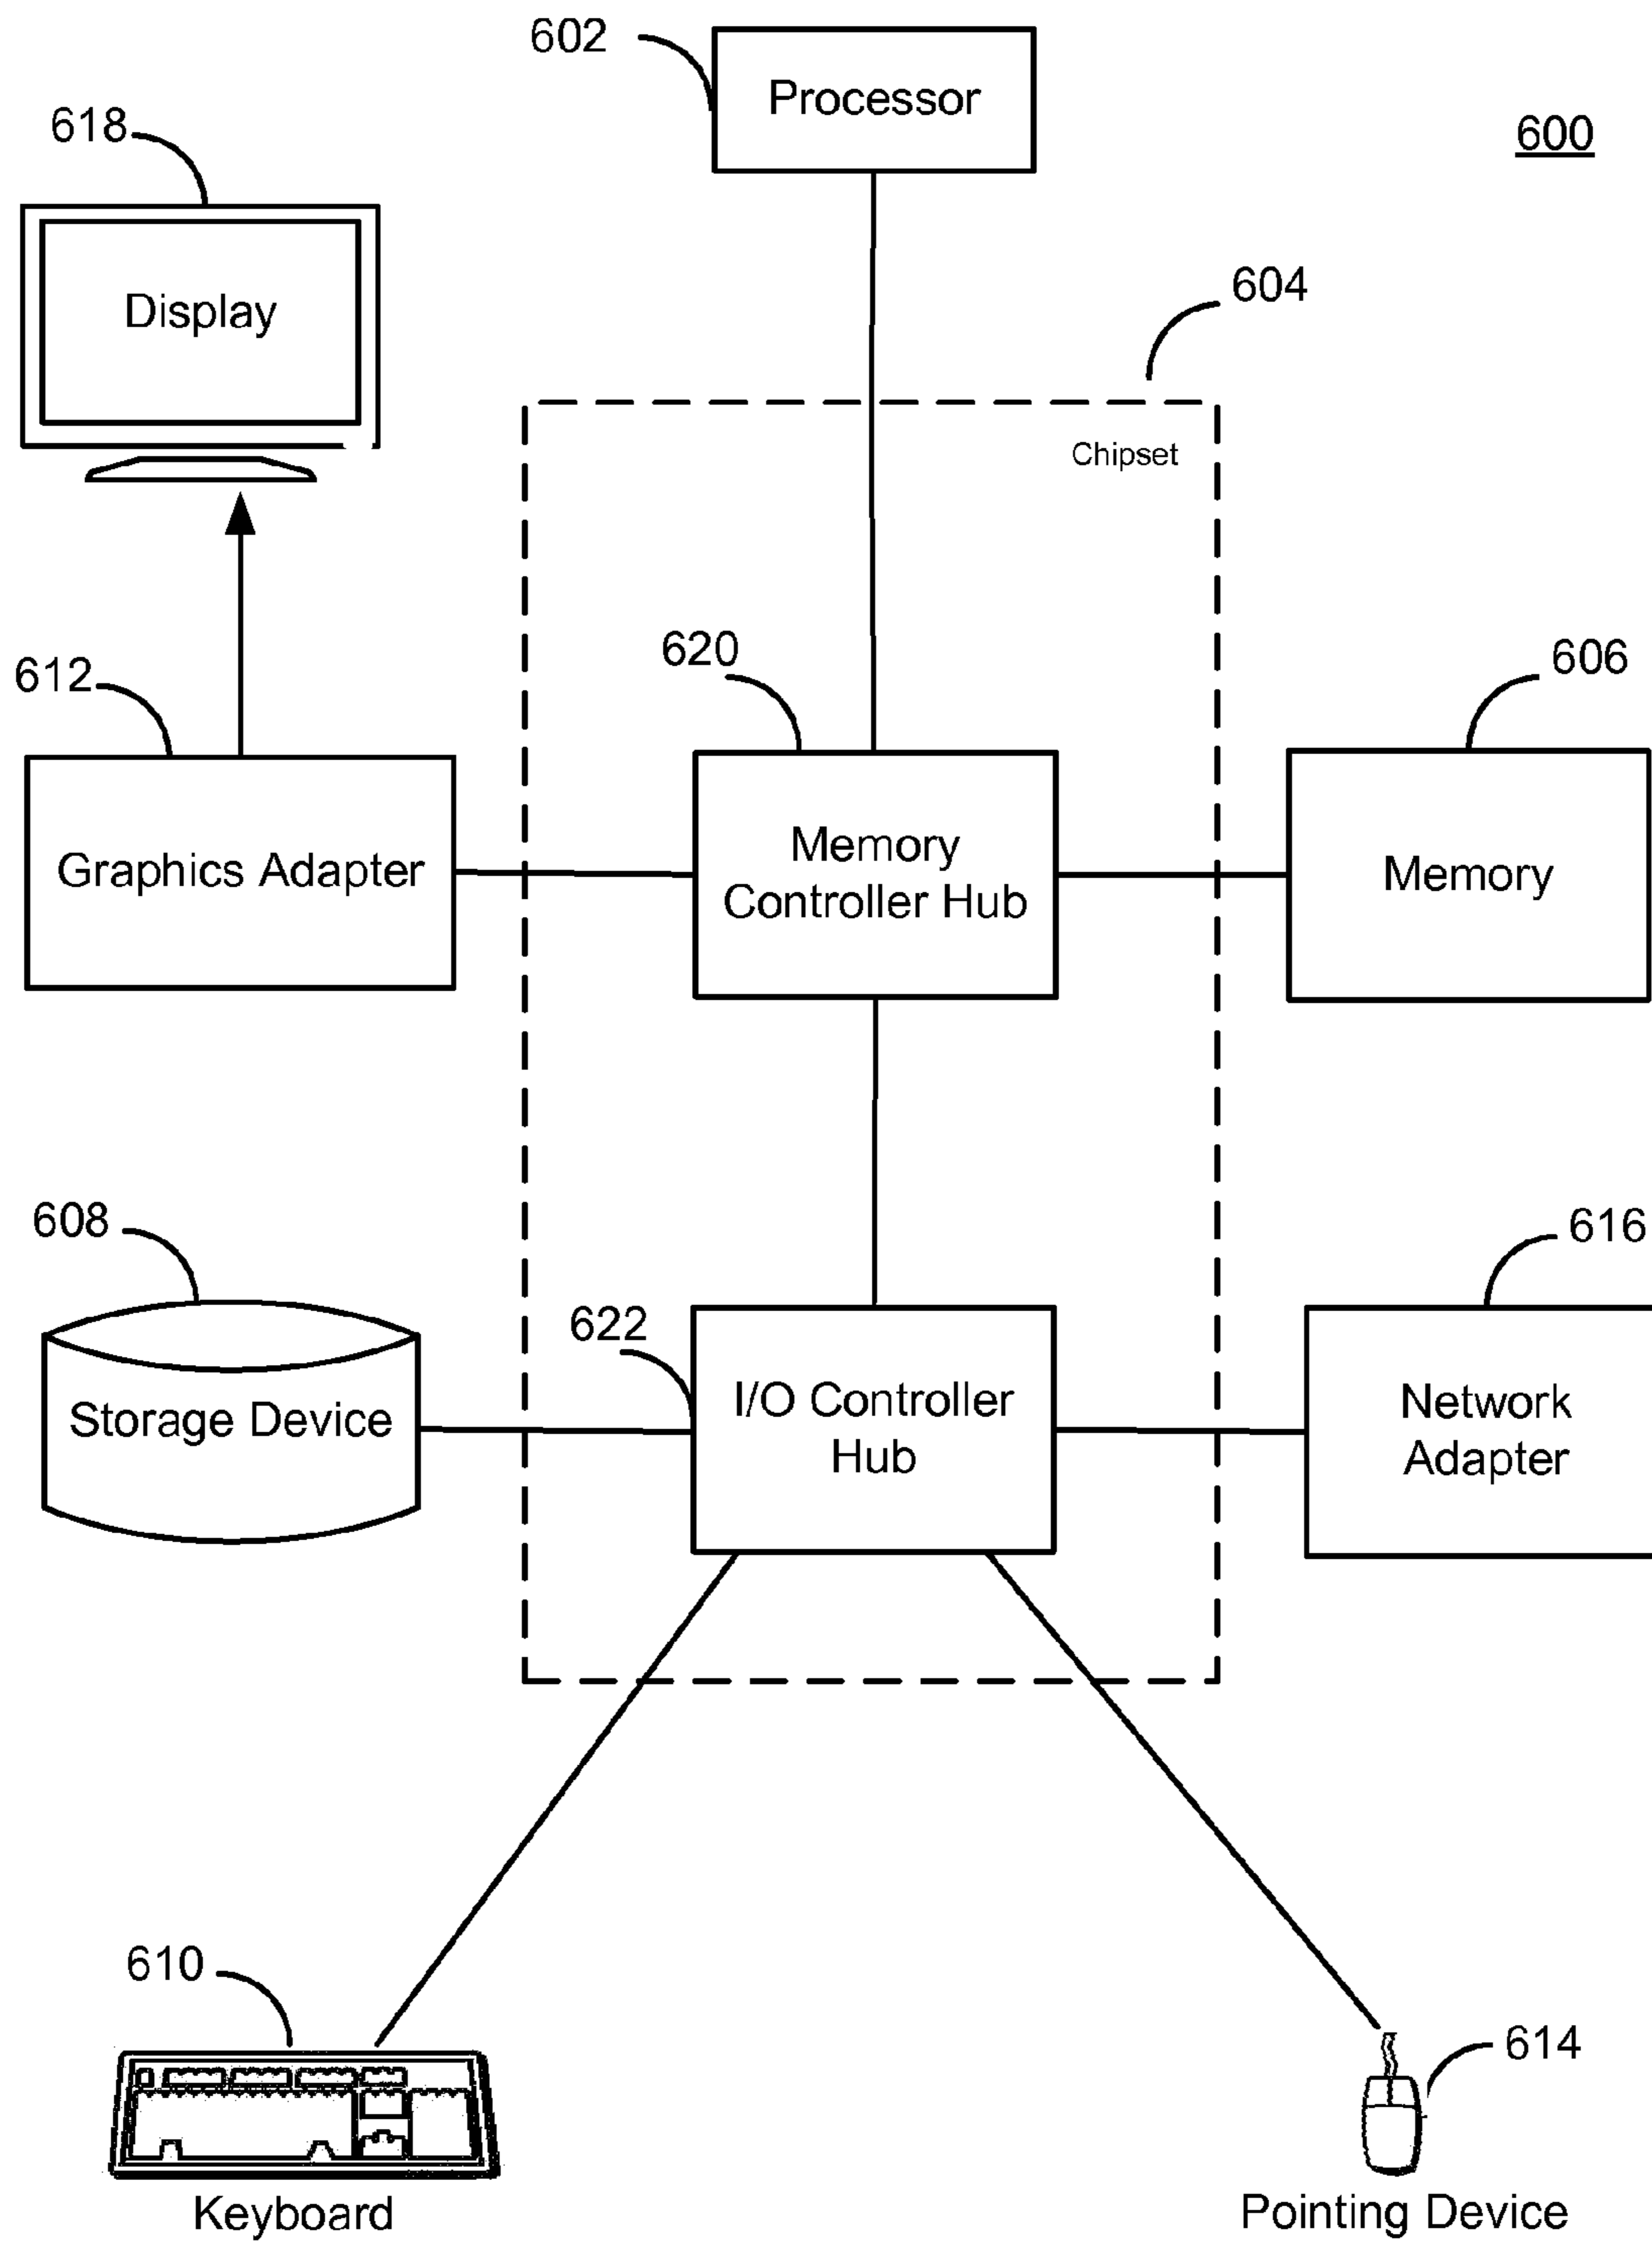 602
Processor
600
618
Display
604
Chipset
620
606
612
Memory
Controller Hub
Graphics Adapter
Memory
608
616
622
I/O Controller
Hub
Storage Device
Network
Adapter
610
614
Keyboard
Pointing Device